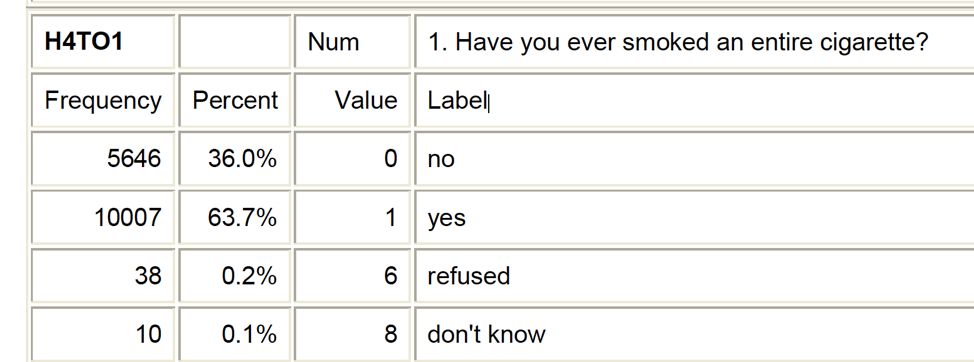 H4TO1 Num 1. Have you ever smoked an entire cigarette?
Frequency Percent Value Label
5646 36.0% 0 no
10007 63.7% 1 yes
38 0.2% 6 refused
10 0.1% 8 don't know